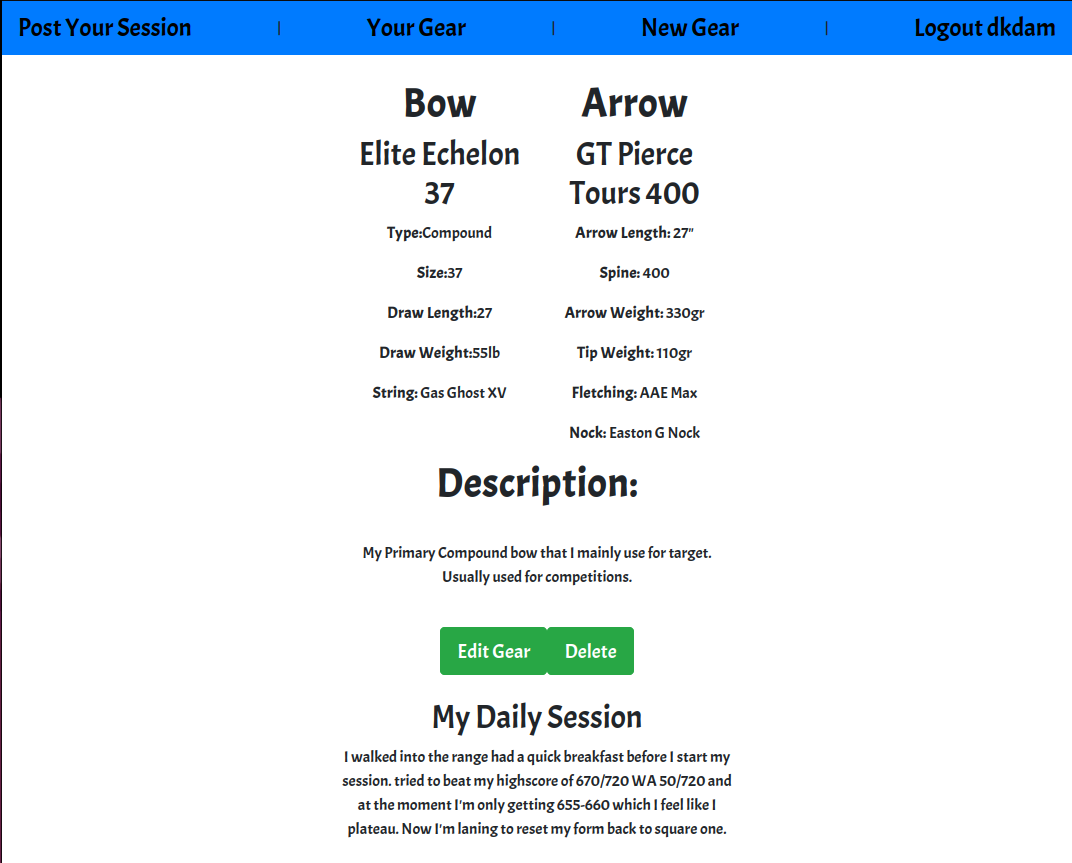 Post Your Session | Your Gear | New Gear | Logout dkdam
Bow
Elite Echelon
37
Type:Compound
Size:37
Draw Length:27
Draw Weight:55lb
String: Gas Ghost XV
Arrow
GT Pierce
Tours 400
Arrow Length: 27"
Spine: 400
Arrow Weight: 330gr
Tip Weight: 110gr
Fletching: AAE Max
Nock: Easton G Nock
Description:
My Primary Compound bow that I mainly use for target.
Usually used for competitions.
Edit Gear Delete
My Daily Session
I walked into the range had a quick breakfast before I start my
session. tried to beat my highscore of 670/720 WA 50/720 and
at the moment I'm only getting 655-660 which I feel like I
plateau. Now I'm laning to reset my form back to square one.